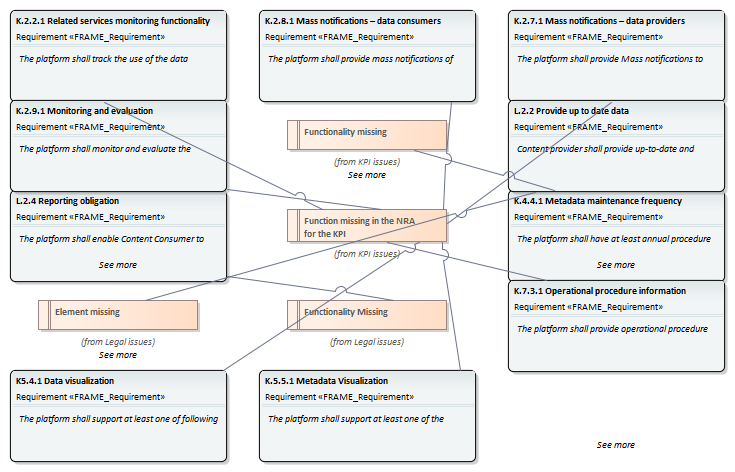 K.2.2.1 Related services monitoring functionality
Requirement «FRAME_Requirement»
The platform shall track the use of the data
K.2.8.1 Mass notifications – data consumers
Requirement «FRAME_Requirement»
The platform shall provide mass notifications of
K.2.7.1 Mass notifications – data providers
Requirement «FRAME_Requirement»
The platform shall provide Mass notifications to
K.2.9.1 Monitoring and evaluation
Requirement «FRAME_Requirement»
The platform shall monitor and evaluate the
Functionality missing
(from KPI issues)
See more
L.2.2 Provide up to date data
Requirement «FRAME_Requirement»
Content provider shall provide up-to-date and
L.2.4 Reporting obligation
Requirement «FRAME_Requirement»
The platform shall enable Content Consumer to
See more
Function missing in the NRA
for the KPI
(from KPI issues)
K.4.4.1 Metadata maintenance frequency
Requirement «FRAME_Requirement»
The platform shall have at least annual procedure
See more
Element missing
(from Legal issues)
See more
Functionality Missing
(from Legal issues)
K.7.3.1 Operational procedure information
Requirement «FRAME_Requirement»
The platform shall provide operational procedure
K5.4.1 Data visualization
Requirement «FRAME_Requirement»
The platform shall support at least one of following
K.5.5.1 Metadata Visualization
Requirement «FRAME_Requirement»
The platform shall support at least one of the
See more